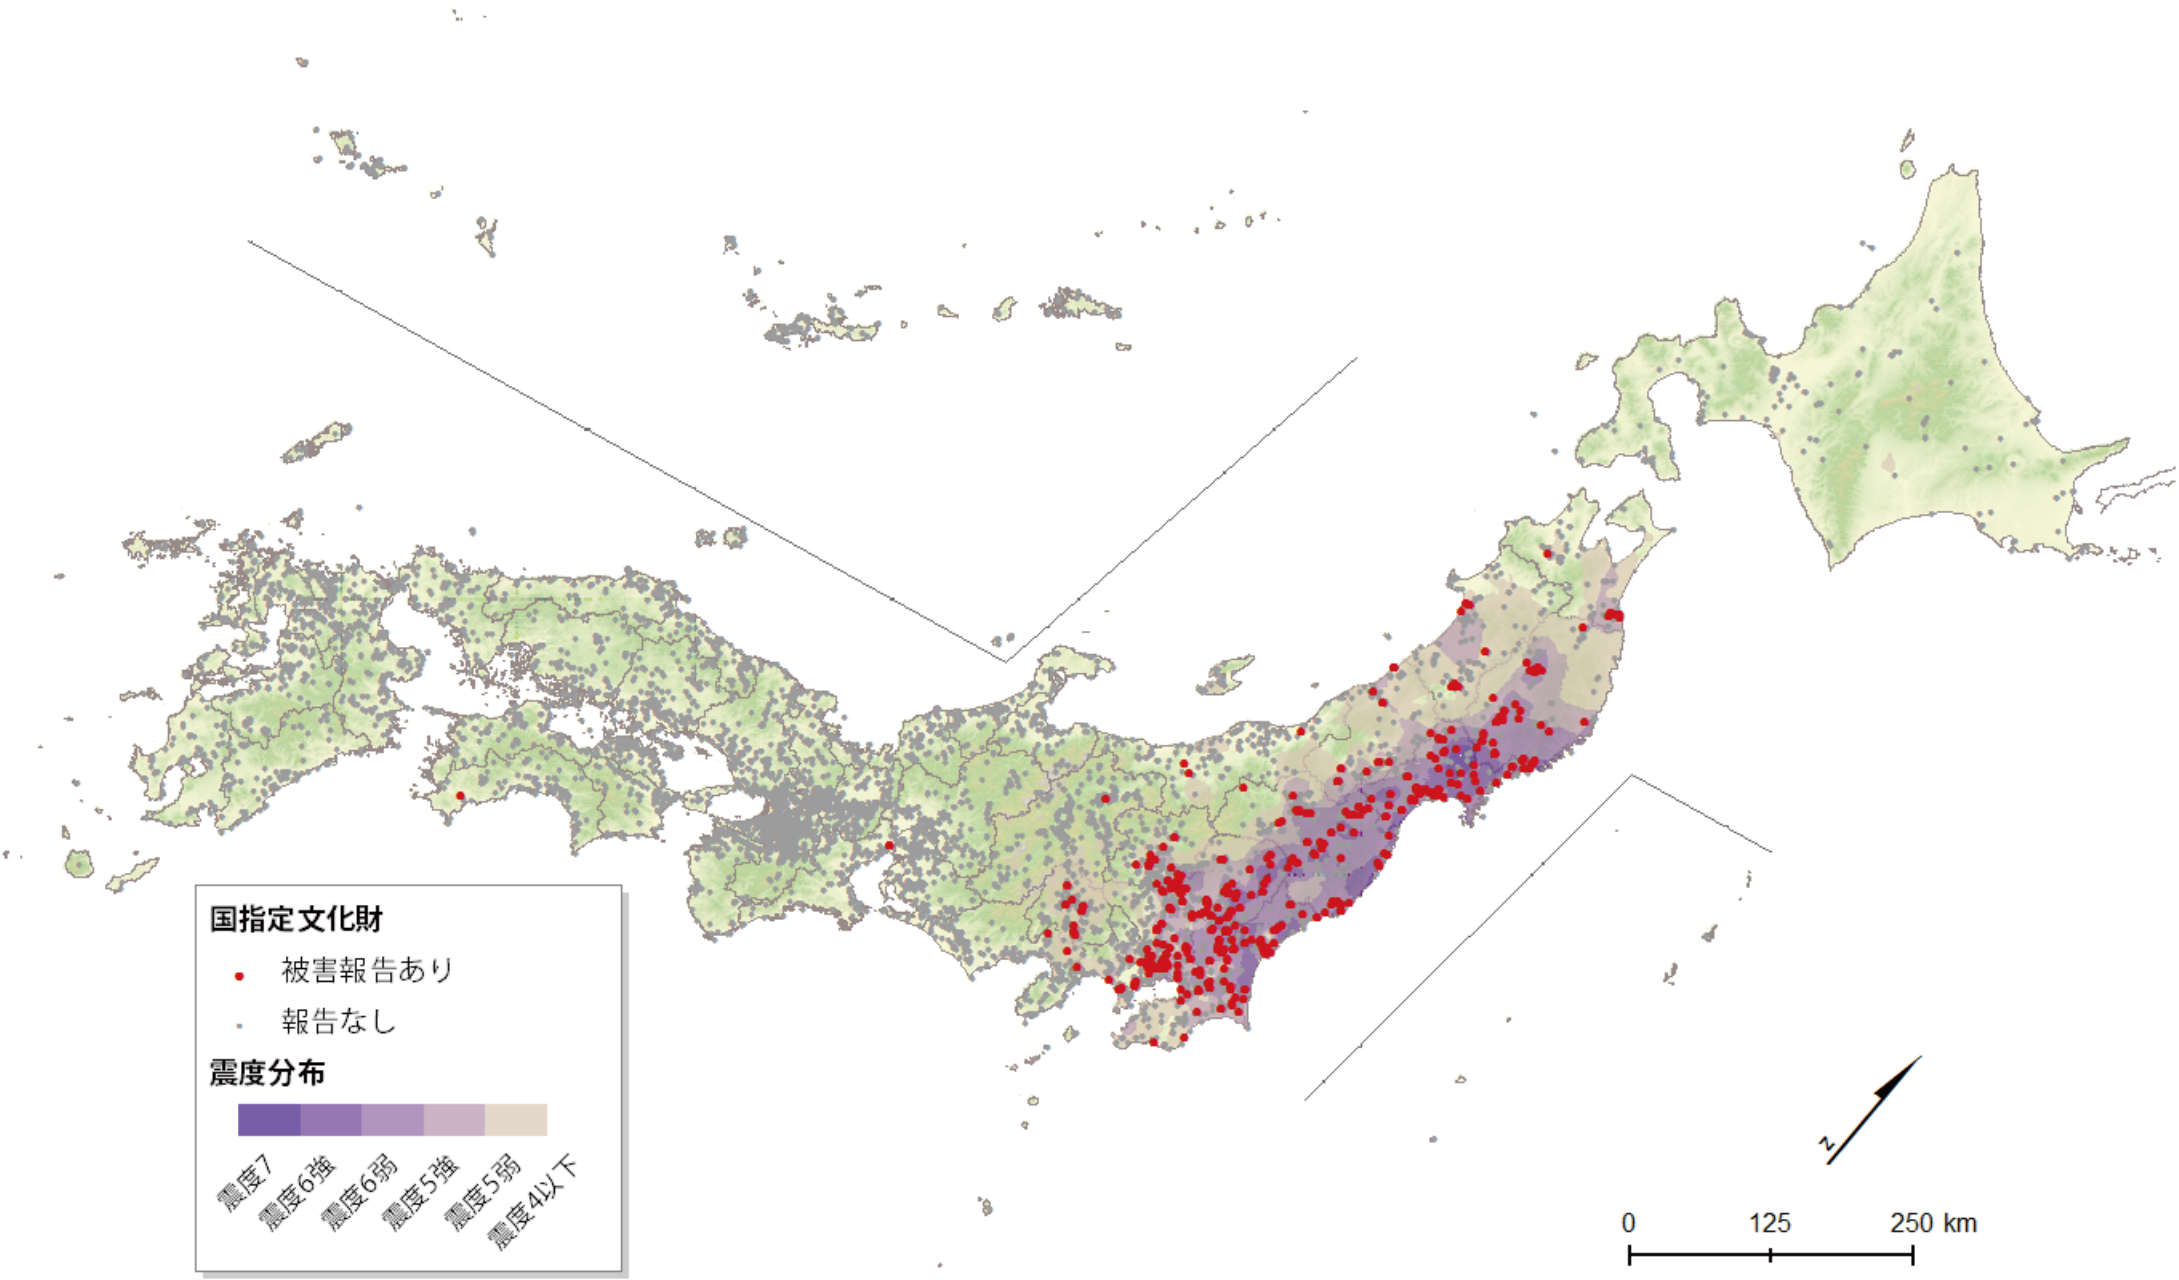 国指定文化財
被害報告あり
報告なし
震度分布
震度7
震度6強
震度6弱
震度5強
震度5弱
震度4以下
N
0 125 250 km